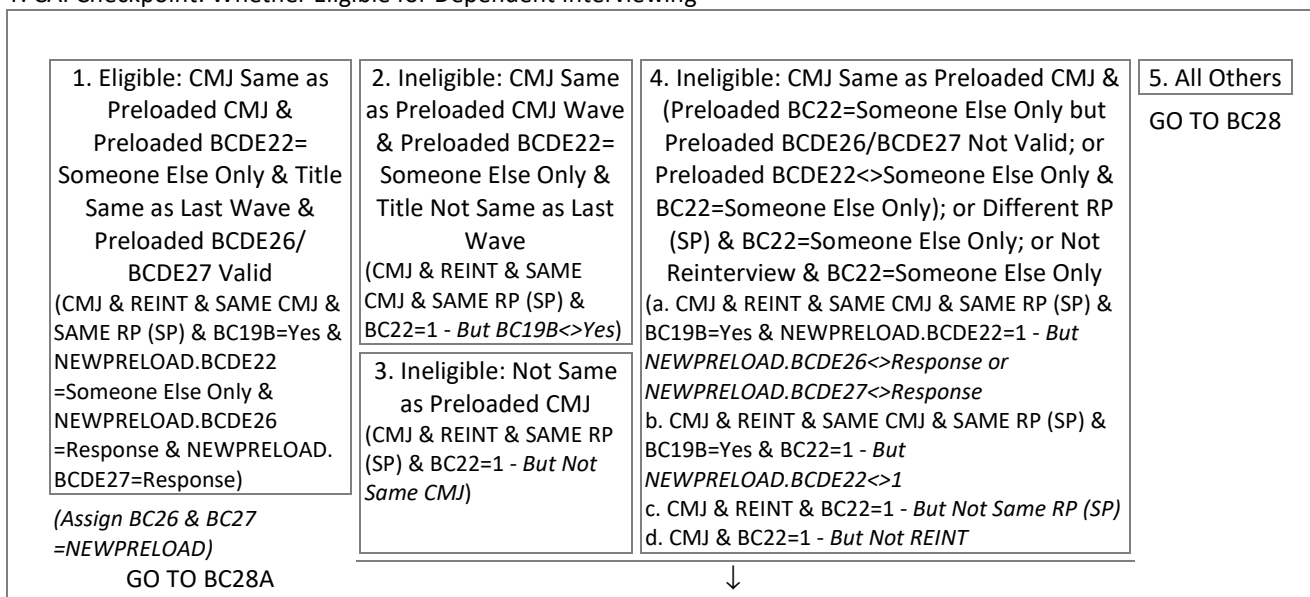 1. Eligible: CMJ Same as
Preloaded CMJ &
Preloaded BCDE22=
Someone Else Only & Title
Same as Last Wave &
Preloaded BCDE26/
BCDE27 Valid
(CMJ & REINT & SAME CMJ &
SAME RP (SP) & BC19B=Yes &
NEWPRELOAD.BCDE22
=Someone Else Only &
NEWPRELOAD.BCDE26
=Response & NEWPRELOAD.
BCDE27=Response)
(Assign BC26 & BC27
=NEWPRELOAD)
GO TO BC28A
2. Ineligible: CMJ Same
as Preloaded CMJ Wave
& Preloaded BCDE22=
Someone Else Only &
Title Not Same as Last
Wave
(CMJ & REINT & SAME
CMJ & SAME RP (SP) &
BC22=1 - But BC19B<>Yes)
3. Ineligible: Not Same
as Preloaded CMJ
(CMJ & REINT & SAME RP
(SP) & BC22=1 - But Not
Same CMJ)
4. Ineligible: CMJ Same as Preloaded CMJ &
(Preloaded BC22=Someone Else Only but
Preloaded BCDE26/BCDE27 Not Valid; or
Preloaded BCDE22<>Someone Else Only &
BC22=Someone Else Only); or Different RP
(SP) & BC22=Someone Else Only; or Not
Reinterview & BC22=Someone Else Only
(a. CMJ & REINT & SAME CMJ & SAME RP (SP) &
BC19B=Yes & NEWPRELOAD.BCDE22=1 - But
NEWPRELOAD.BCDE26<>Response or
NEWPRELOAD.BCDE27<>Response
b. CMJ & REINT & SAME CMJ & SAME RP (SP) &
BC19B=Yes & BC22=1 - But
NEWPRELOAD.BCDE22<>1
c. CMJ & REINT & BC22=1 - But Not Same RP (SP)
d. CMJ & BC22=1 - But Not REINT
↓
5. All Others
GO TO BC28